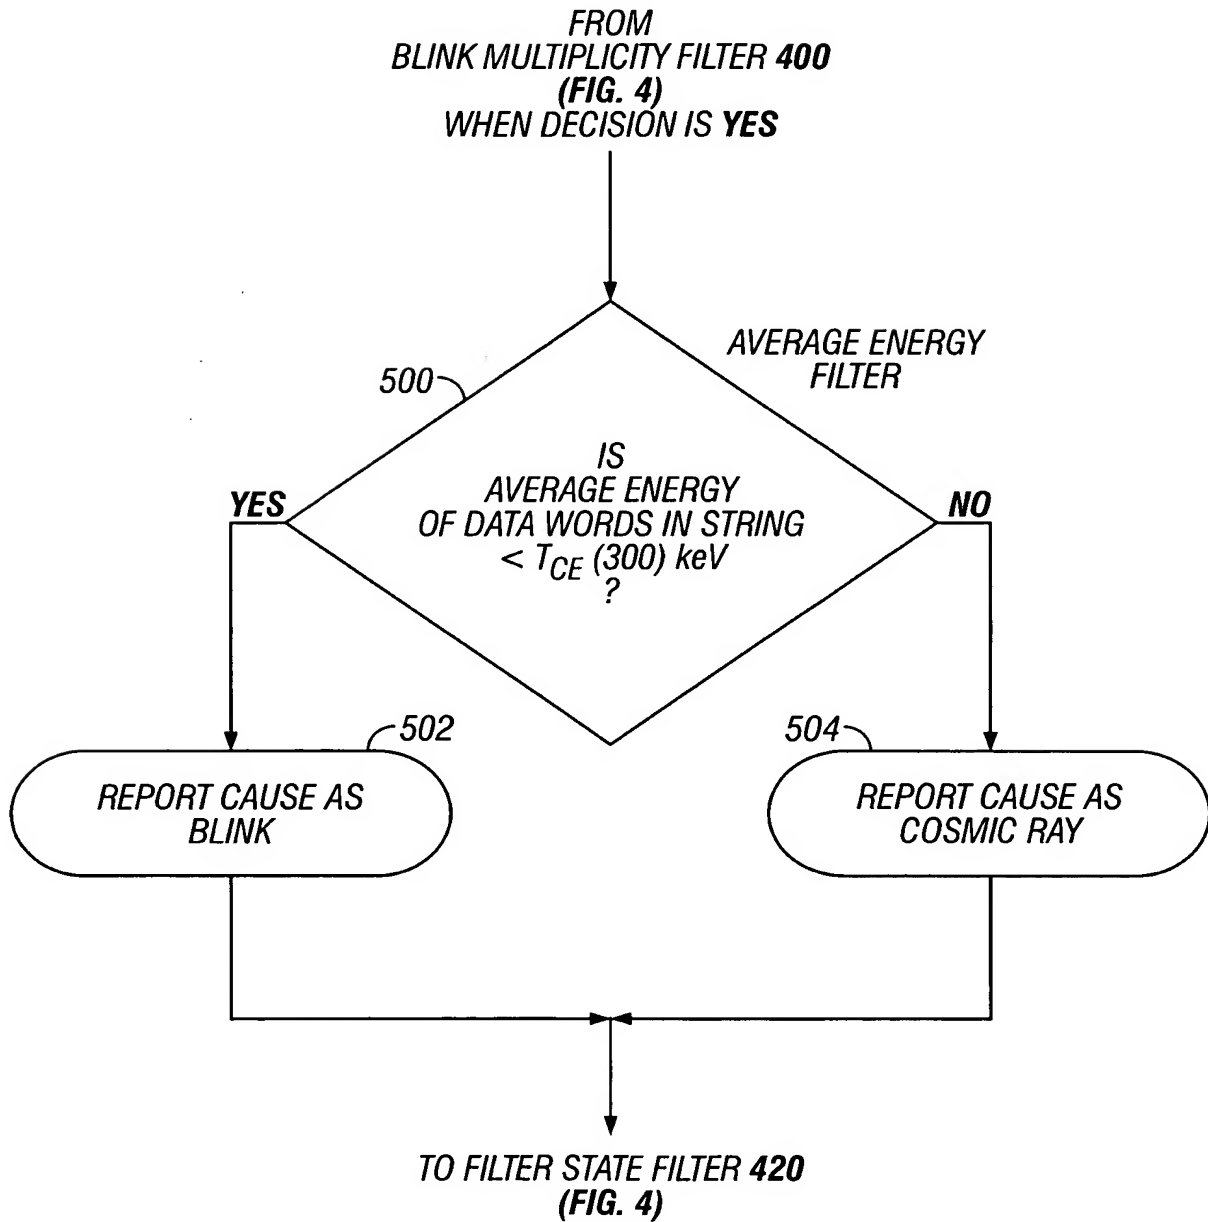 FROM
BLINK MULTIPLICITY FILTER 400
(FIG. 4)
WHEN DECISION IS YES
AVERAGE ENERGY
FILTER
500
IS
AVERAGE ENERGY
OF DATA WORDS IN STRING
< TCE (300) keV
?
YES
NO
502
504
REPORT CAUSE AS
BLINK
REPORT CAUSE AS
COSMIC RAY
TO FILTER STATE FILTER 420
(FIG. 4)